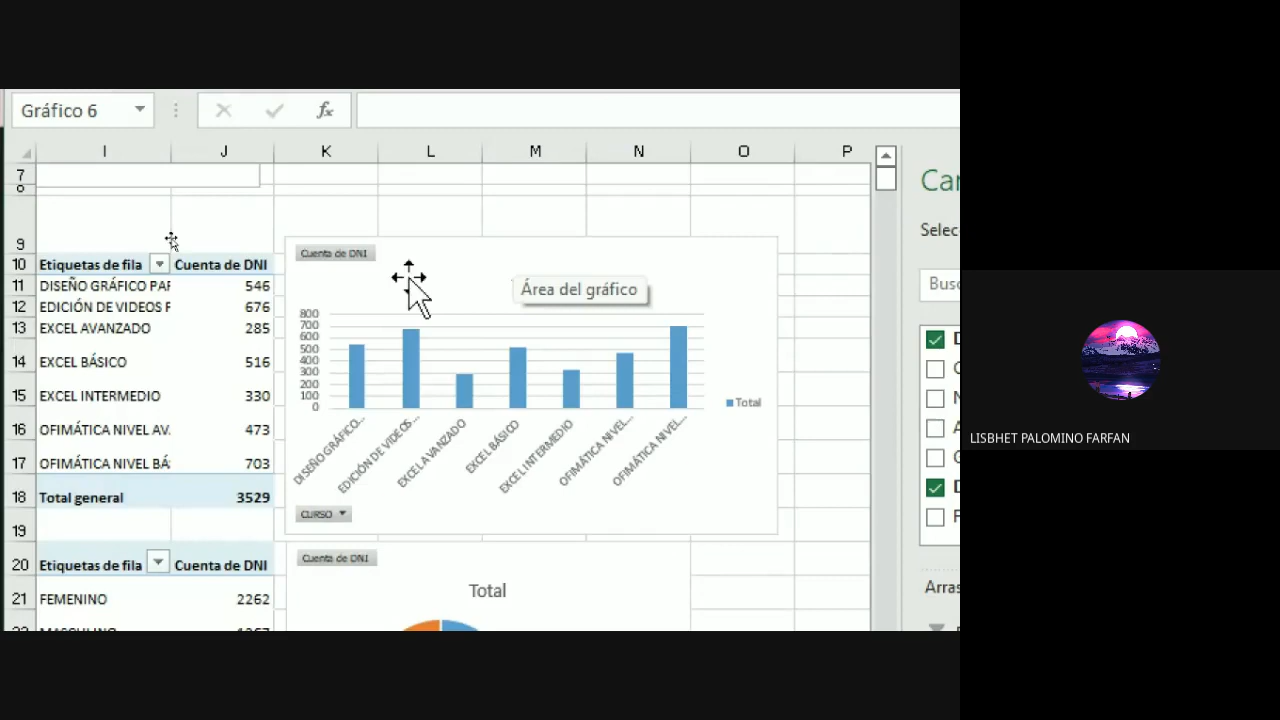 Gráfico 6
fx
I J K L M N O P
7
8
9
10 Etiquetas de fila Cuenta de DNI
11 DISEÑO GRÁFICO PAR 546
12 EDICIÓN DE VIDEOS P 676
13 EXCEL AVANZADO 285
14 EXCEL BÁSICO 516
15 EXCEL INTERMEDIO 330
16 OFIMÁTICA NIVEL AV. 473
17 OFIMÁTICA NIVEL BÁ 703
18 Total general 3529
19
20 Etiquetas de fila Cuenta de DNI
21 FEMENINO 2262
Cuenta de DNI
Área del gráfico
800
700
600
500
400
300
200
100
0
DISEÑO GRÁFICO...
EDICIÓN DE VIDEOS...
EXCEL AVANZADO
EXCEL BÁSICO
EXCEL INTERMEDIO
OFIMÁTICA NIVEL...
OFIMÁTICA NIVEL...
Total
CURSO
Cuenta de DNI
Total
Car
Selec
Busc
Arras
LISBHET PALOMINO FARFAN